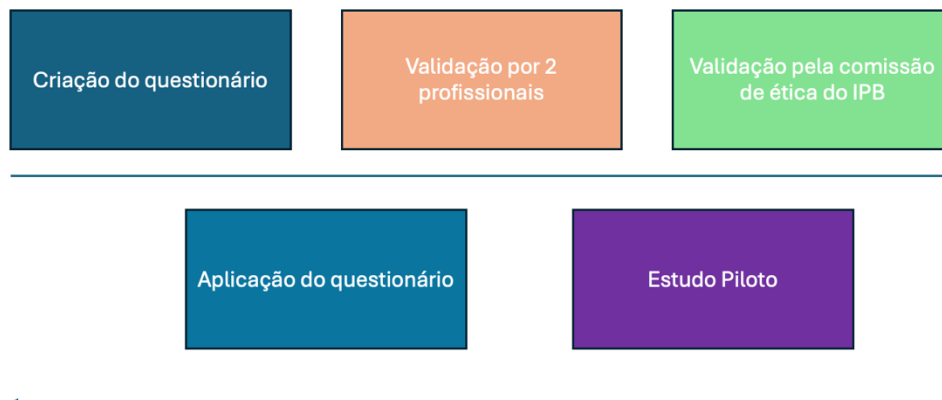 Criação do questionário
Validação por 2
profissionais
Validação pela comissão
de ética do IPB
Aplicação do questionário
Estudo Piloto